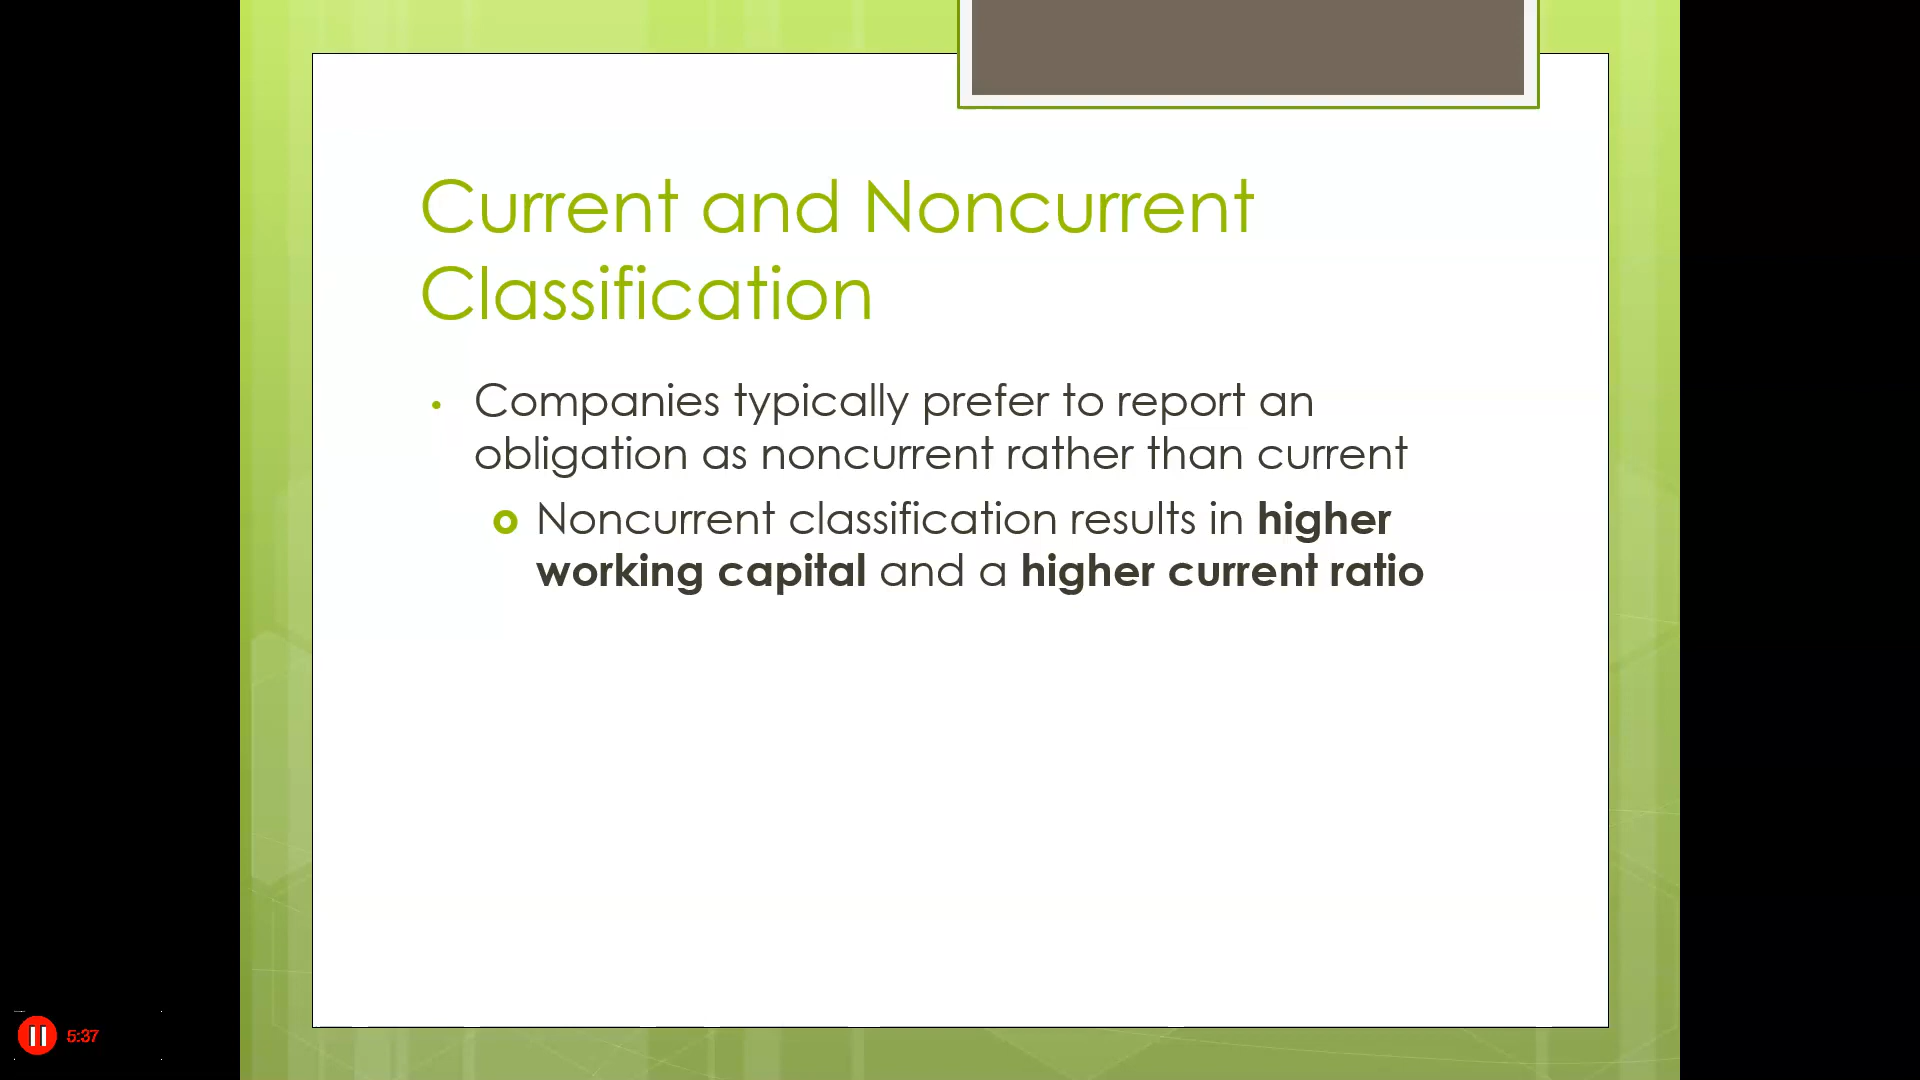 Current and Noncurrent
Classification
• Companies typically prefer to report an
obligation as noncurrent rather than current
Noncurrent classification results in higher
working capital and a higher current ratio
5:37